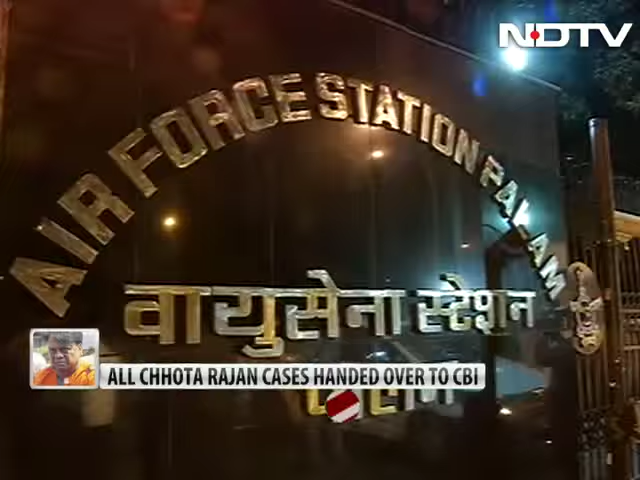 NDTV
AIR FORCE STATION PALAM
वायुसेना स्टेशन
ALL CHHOTA RAJAN CASES HANDED OVER TO CBI